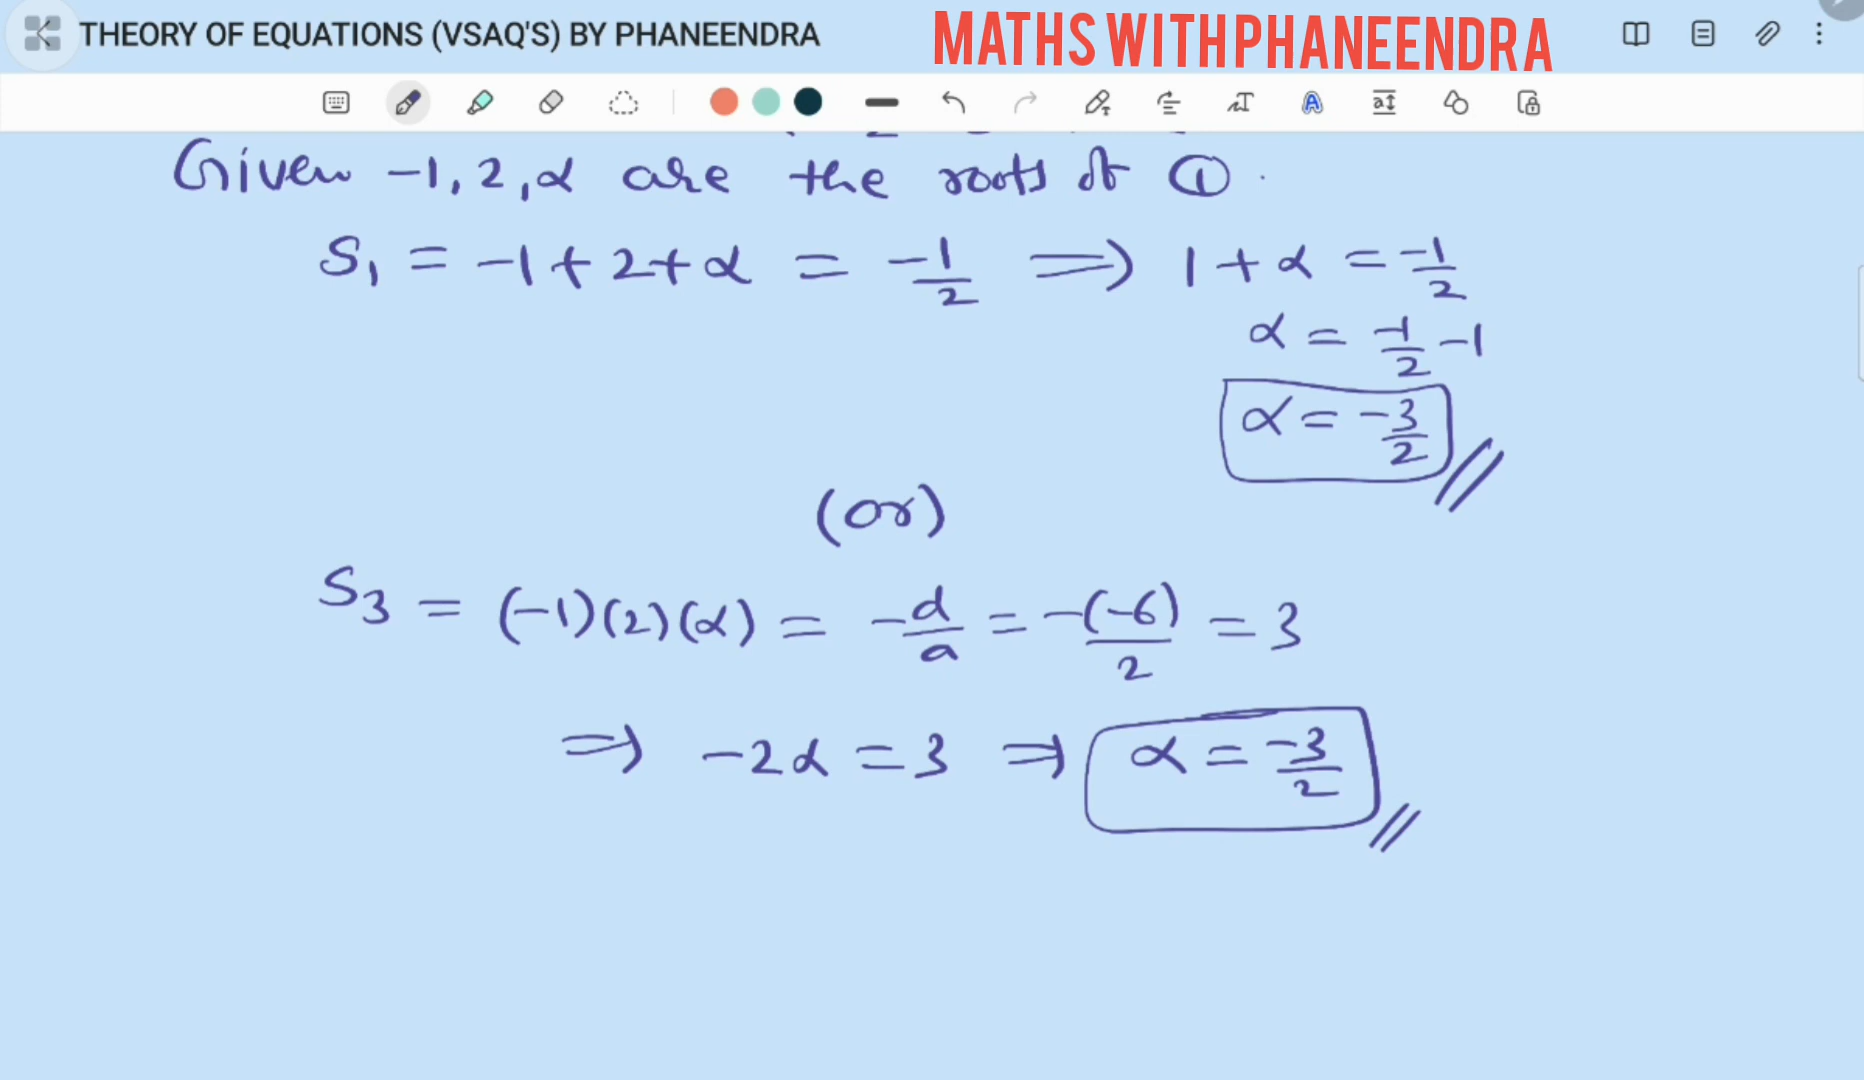 THEORY OF EQUATIONS (VSAQ'S) BY PHANEENDRA
MATHS WITH PHANEENDRA
Given -1, 2, α are the roots of ①.
S₁ = -1 + 2 + α = -1/2 ⟹ 1 + α = -1/2
α = -1/2 - 1
α = -3/2
(or)
S₃ = (-1)(2)(α) = -d/a = -(-6)/2 = 3
⟹ -2α = 3 ⟹ α = -3/2